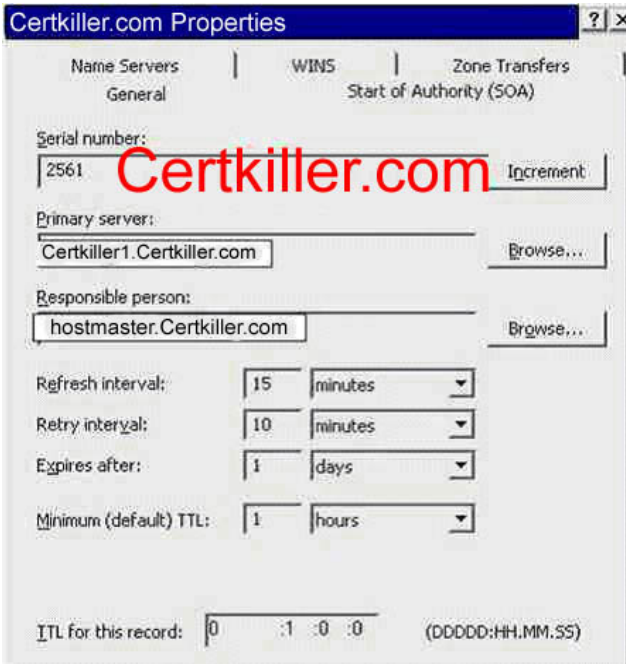 Certkiller.com Properties ? ×
Name Servers WINS Zone Transfers
General Start of Authority (SOA)
Serial number:
2561 Certkiller.com Increment
Primary server:
Certkiller1.Certkiller.com Browse...
Responsible person:
hostmaster.Certkiller.com Browse...
Refresh interval: 15 minutes
Retry interval: 10 minutes
Expires after: 1 days
Minimum (default) TTL: 1 hours
TTL for this record: 0 :1 :0 :0 (DDDDD:HH.MM.SS)